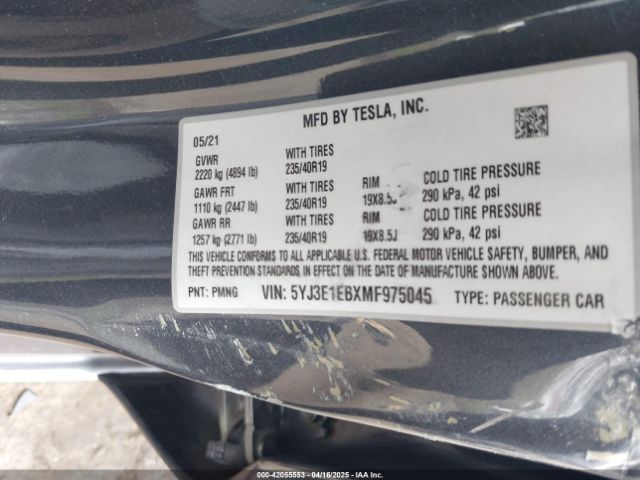 MFD BY TESLA, INC.
05/21
GVWR WITH TIRES
2220 kg (4894 lb) 235/40R19
GAWR FRT WITH TIRES RIM COLD TIRE PRESSURE
1110 kg (2447 lb) 235/40R19 19X8.5J 290 kPa, 42 psi
GAWR RR WITH TIRES RIM COLD TIRE PRESSURE
1257 kg (2771 lb) 235/40R19 19X8.5J 290 kPa, 42 psi
THIS VEHICLE CONFORMS TO ALL APPLICABLE U.S. FEDERAL MOTOR VEHICLE SAFETY, BUMPER, AND
THEFT PREVENTION STANDARDS IN EFFECT ON THE DATE OF MANUFACTURE SHOWN ABOVE.
PNT: PMNG VIN: 5YJ3E1EBXMF975045 TYPE: PASSENGER CAR
000-42055553 - 04/16/2025 - IAA Inc.